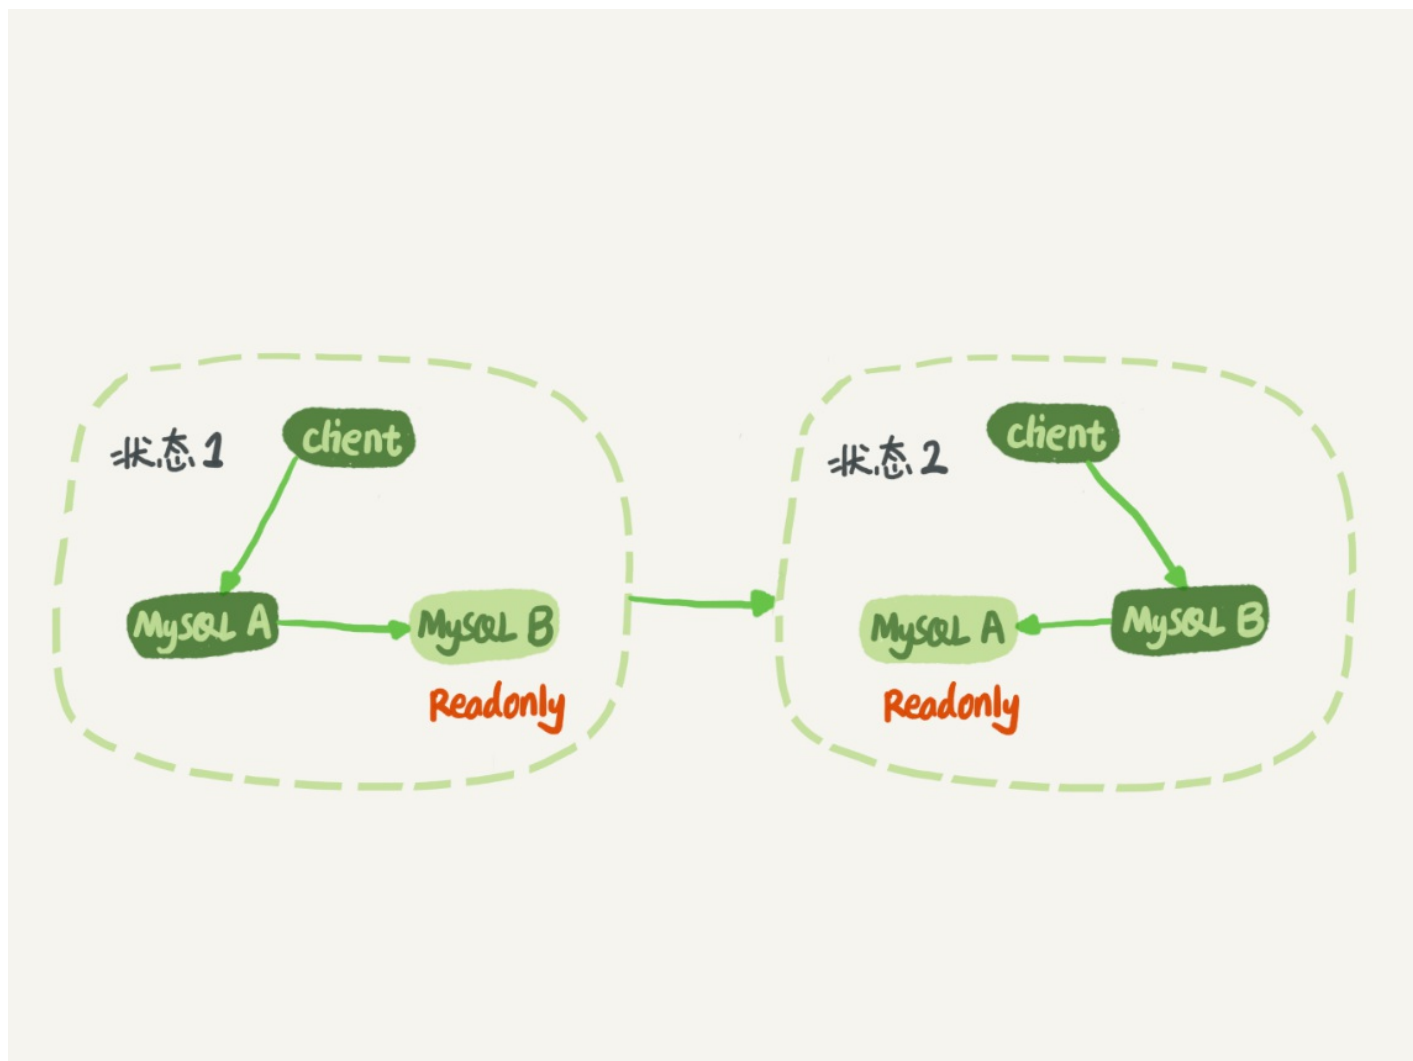 状态1
client
MySQL A
MySQL B
Readonly
状态2
client
MySQL A
MySQL B
Readonly